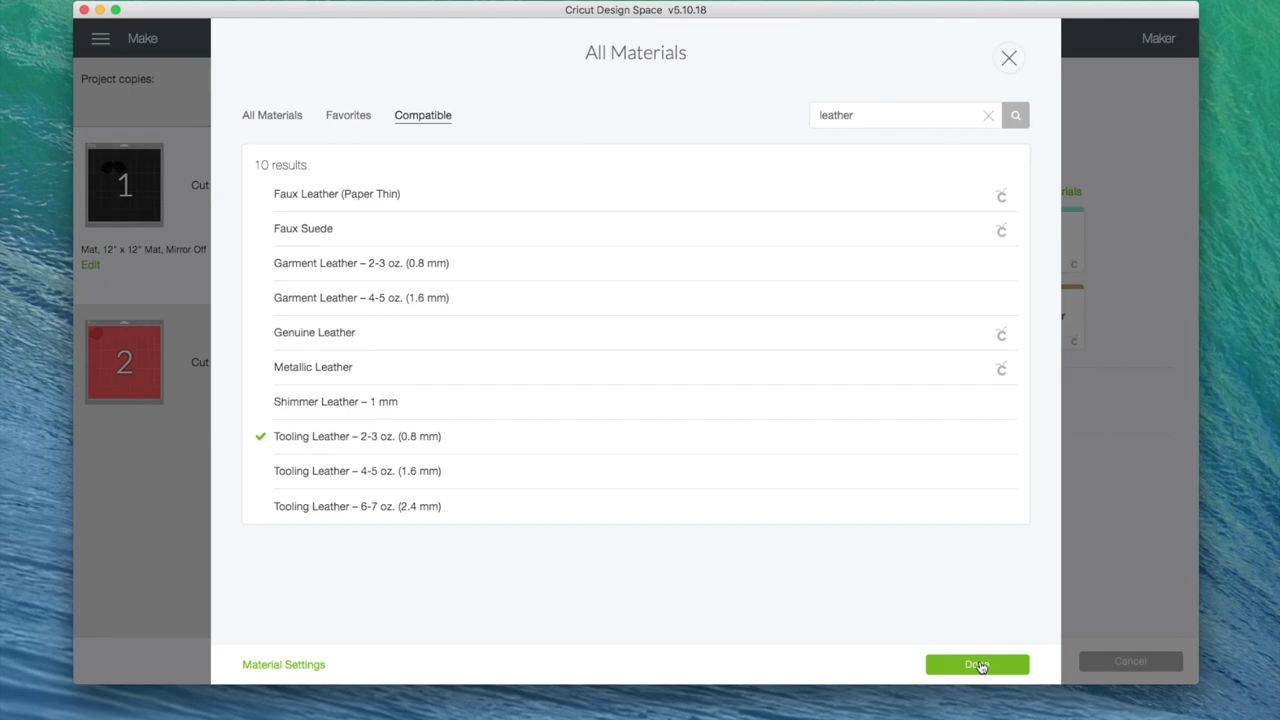 Cricut Design Space v5.10.18
Make
Maker
Project copies:
1
Cut
Mat, 12" x 12" Mat, Mirror Off
Edit
2
Cut
All Materials
All Materials Favorites Compatible
leather
10 results
Faux Leather (Paper Thin)
Faux Suede
Garment Leather – 2-3 oz. (0.8 mm)
Garment Leather – 4-5 oz. (1.6 mm)
Genuine Leather
Metallic Leather
Shimmer Leather – 1 mm
Tooling Leather – 2-3 oz. (0.8 mm)
Tooling Leather – 4-5 oz. (1.6 mm)
Tooling Leather – 6-7 oz. (2.4 mm)
Material Settings
Cancel